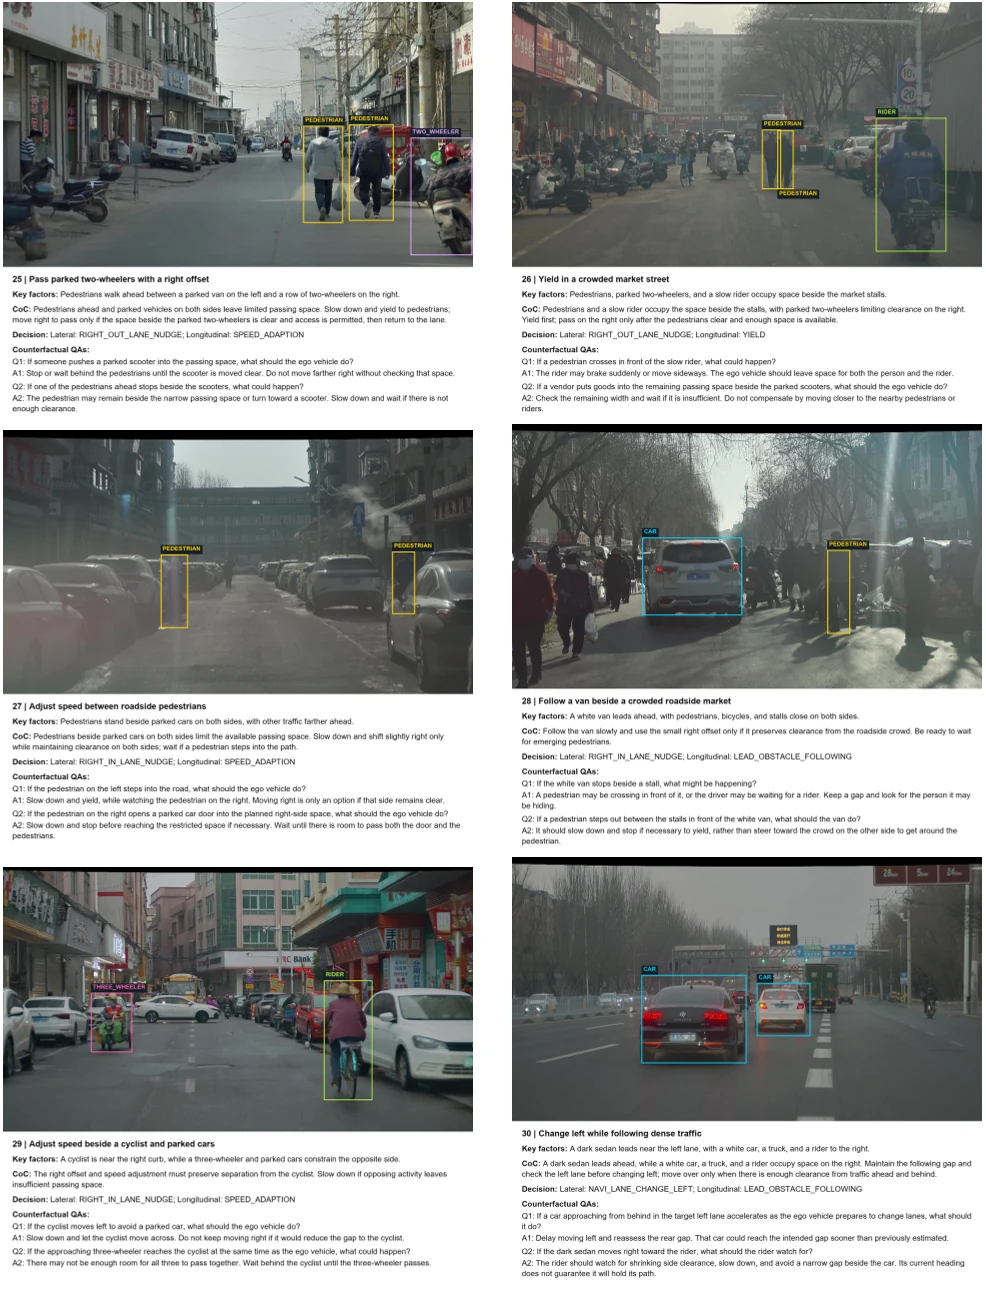 PEDESTRIAN
PEDESTRIAN
TWO_WHEELER
25 | Pass parked two-wheelers with a right offset
Key factors: Pedestrians walk ahead between a parked van on the left and a row of two-wheelers on the right.
CoC: Pedestrians ahead and parked vehicles on both sides leave limited passing space. Slow down and yield to pedestrians;
move right to pass only if the space beside the parked two-wheelers is clear and access is permitted, then return to the lane.
Decision: Lateral: RIGHT_OUT_LANE_NUDGE; Longitudinal: SPEED_ADAPTION
Counterfactual QAs:
Q1: If someone pushes a parked scooter into the passing space, what should the ego vehicle do?
A1: Stop or wait behind the pedestrians until the scooter is moved clear. Do not move farther right without checking that space.
Q2: If one of the pedestrians ahead stops beside the scooters, what could happen?
A2: The pedestrian may remain beside the narrow passing space or turn toward a scooter. Slow down and wait if there is not
enough clearance.
PEDESTRIAN
RIDER
PEDESTRIAN
20
26 | Yield in a crowded market street
Key factors: Pedestrians, parked two-wheelers, and a slow rider occupy space beside the market stalls.
CoC: Pedestrians and a slow rider occupy the space beside the stalls, with parked two-wheelers limiting clearance on the right.
Yield first; pass on the right only after the pedestrians clear and enough space is available.
Decision: Lateral: RIGHT_OUT_LANE_NUDGE; Longitudinal: YIELD
Counterfactual QAs:
Q1: If a pedestrian crosses in front of the slow rider, what could happen?
A1: The rider may brake suddenly or move sideways. The ego vehicle should leave space for both the person and the rider.
Q2: If a vendor puts goods into the remaining passing space beside the parked scooters, what should the ego vehicle do?
A2: Check the remaining width and wait if it is insufficient. Do not compensate by moving closer to the nearby pedestrians or
riders.
PEDESTRIAN
PEDESTRIAN
27 | Adjust speed between roadside pedestrians
Key factors: Pedestrians stand beside parked cars on both sides, with other traffic farther ahead.
CoC: Pedestrians beside parked cars on both sides limit the available passing space. Slow down and shift slightly right only
while maintaining clearance on both sides; wait if a pedestrian steps into the path.
Decision: Lateral: RIGHT_IN_LANE_NUDGE; Longitudinal: SPEED_ADAPTION
Counterfactual QAs:
Q1: If the pedestrian on the left steps into the road, what should the ego vehicle do?
A1: Slow down and yield, while watching the pedestrian on the right. Moving right is only an option if that side remains clear.
Q2: If the pedestrian on the right opens a parked car door into the planned right-side space, what should the ego vehicle do?
A2: Slow down and stop before reaching the restricted space if necessary. Wait until there is room to pass both the door and the
pedestrians.
CAR
PEDESTRIAN
28 | Follow a van beside a crowded roadside market
Key factors: A white van leads ahead, with pedestrians, bicycles, and stalls close on both sides.
CoC: Follow the van slowly and use the small right offset only if it preserves clearance from the roadside crowd. Be ready to wait
for emerging pedestrians.
Decision: Lateral: RIGHT_IN_LANE_NUDGE; Longitudinal: LEAD_OBSTACLE_FOLLOWING
Counterfactual QAs:
Q1: If the white van stops beside a stall, what might be happening?
A1: A pedestrian may be crossing in front of it, or the driver may be waiting for a rider. Keep a gap and look for the person it may
be hiding.
Q2: If a pedestrian steps out between the stalls in front of the white van, what should the van do?
A2: It should slow down and stop if necessary to yield, rather than steer toward the crowd on the other side to get around the
pedestrian.
THREE_WHEELER
RIDER
Bank
手机
29 | Adjust speed beside a cyclist and parked cars
Key factors: A cyclist is near the right curb, while a three-wheeler and parked cars constrain the opposite side.
CoC: The right offset and speed adjustment must preserve separation from the cyclist. Slow down if opposing activity leaves
insufficient passing space.
Decision: Lateral: RIGHT_IN_LANE_NUDGE; Longitudinal: SPEED_ADAPTION
Counterfactual QAs:
Q1: If the cyclist moves left to avoid a parked car, what should the ego vehicle do?
A1: Slow down and let the cyclist move across. Do not keep moving right if it would reduce the gap to the cyclist.
Q2: If the approaching three-wheeler reaches the cyclist at the same time as the ego vehicle, what could happen?
A2: There may not be enough room for all three to pass together. Wait behind the cyclist until the three-wheeler passes.
CAR
CAR
30 | Change left while following dense traffic
Key factors: A dark sedan leads near the left lane, with a white car, a truck, and a rider to the right.
CoC: A dark sedan leads ahead, while a white car, a truck, and a rider occupy space on the right. Maintain the following gap and
check the left lane before changing left; move over only when there is enough clearance from traffic ahead and behind.
Decision: Lateral: NAVI_LANE_CHANGE_LEFT; Longitudinal: LEAD_OBSTACLE_FOLLOWING
Counterfactual QAs:
Q1: If a car approaching from behind in the target left lane accelerates as the ego vehicle prepares to change lanes, what should
it do?
A1: Delay moving left and reassess the rear gap. That car could reach the intended gap sooner than previously estimated.
Q2: If the dark sedan moves right toward the rider, what should the rider watch for?
A2: The rider should watch for shrinking side clearance, slow down, and avoid a narrow gap beside the car. Its current heading
does not guarantee it will hold its path.